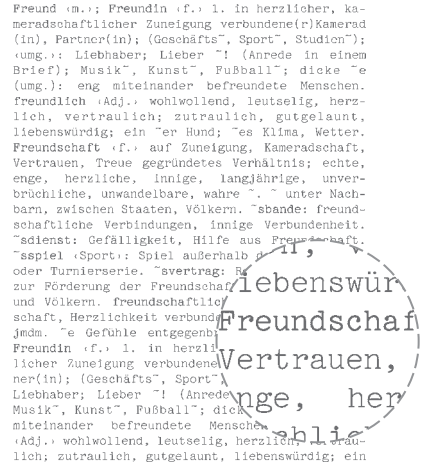 Freund ‹m.›; Freundin ‹f.› 1. in herzlicher, ka-
meradschaftlicher Zuneigung verbundene(r)Kamerad
(in), Partner(in); (Geschäfts~, Sport~, Studien~);
‹umg.›: Liebhaber; Lieber ~! (Anrede in einem
Brief); Musik~, Kunst~, Fußball~; dicke ~e
(umg.): eng miteinander befreundete Menschen.
freundlich ‹Adj.› wohlwollend, leutselig, herz-
lich, vertraulich; zutraulich, gutgelaunt,
liebenswürdig; ein ~er Hund; ~es Klima, Wetter.
Freundschaft ‹f.› auf Zuneigung, Kameradschaft,
Vertrauen, Treue gegründetes Verhältnis; echte,
enge, herzliche, innige, langjährige, unver-
brüchliche, unwandelbare, wahre ~. ~ unter Nach-
barn, zwischen Staaten, Völkern. ~sbande: freund-
schaftliche Verbindungen, innige Verbundenheit.
~sdienst: Gefälligkeit, Hilfe aus Freundschaft.
~sspiel ‹Sport›: Spiel außerhalb
oder Turnierserie. ~svertrag:
zur Förderung der Freundschaf
und Völkern. freundschaftlic
schaft, Herzlichkeit verbund
jmdm. ~e Gefühle entgegenb
Freundin ‹f.› 1. in herzli
licher Zuneigung verbundene
ner(in); (Geschäfts~, Sport~
Liebhaber; Lieber ~! (Anrede
Musik~, Kunst~, Fußball~; dick
miteinander befreundete Mensche
‹Adj.› wohlwollend, leutselig, herzlich,
lich; zutraulich, gutgelaunt, liebenswürdig; ein
iebenswür
Freundschaf
Vertrauen,
nge, her